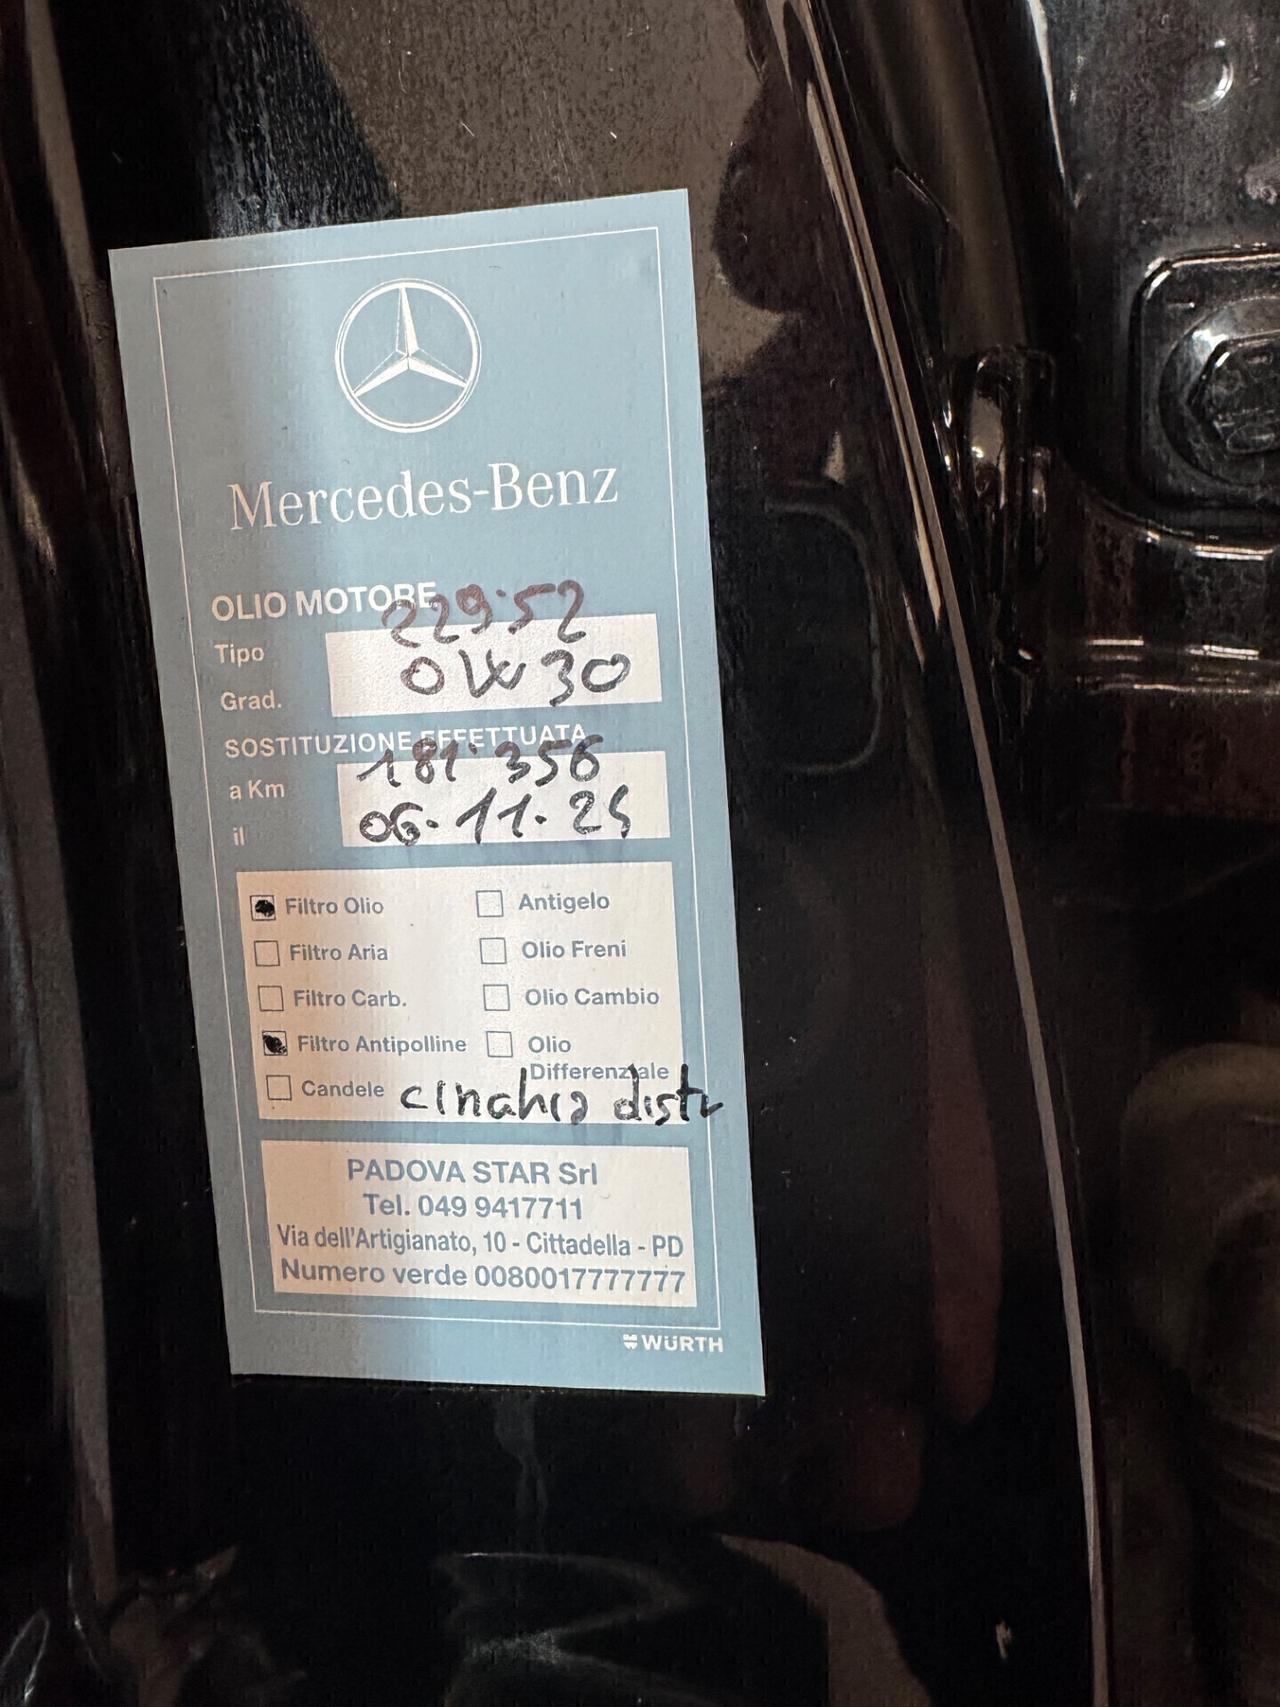 Mercedes-Benz
OLIO MOTORE
Tipo 229.52
Grad. 0W30
SOSTITUZIONE EFFETTUATA
a Km 181.356
il 06.11.25
Filtro Olio
Antigelo
Filtro Aria
Olio Freni
Filtro Carb.
Olio Cambio
Filtro Antipolline
Olio
Differenziale
Candele
distr
PADOVA STAR Srl
Tel. 049 9417711
Via dell'Artigianato, 10 - Cittadella - PD
Numero verde 0080017777777
WÜRTH